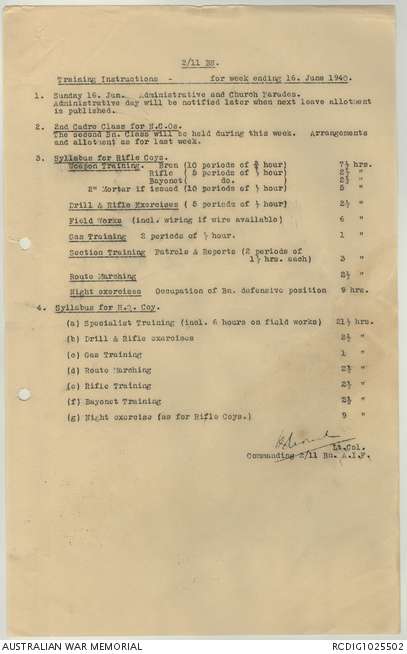 2/11 BN.
Training Instructions - for week ending 16. June 1940.
1. Sunday 16. Jun. Administrative and Church Parades.
Administrative day will be notified later when next leave allotment
is published.
2. 2nd Cadre Class for N.C.Os.
The second Bn. Class will be held during this week. Arrangements
and allotment as for last week.
3. Syllabus for Rifle Coys.
Weapon Training. Bren (10 periods of ¾ hour) 7½ hrs.
Rifle ( 5 periods of ½ hour) 2½ "
Bayonet( do. ) 2½ "
2" Mortar if issued (10 periods of ½ hour) 5 "
Drill & Rifle Exercises ( 5 periods of ½ hour) 2½ "
Field Works (incl. wiring if wire available) 6 "
Gas Training 2 periods of ½ hour. 1 "
Section Training Patrols & Reports (2 periods of
1½ hrs. each) 3 "
Route Marching 2½ "
Night exercises Occupation of Bn. defensive position 9 hrs.
4. Syllabus for H.Q. Coy.
(a) Specialist Training (incl. 6 hours on field works) 21½ hrs.
(b) Drill & Rifle exercises 2½ "
(c) Gas Training 1 "
(d) Route Marching 2½ "
(e) Rifle Training 2½ "
(f) Bayonet Training 2½ "
(g) Night exercise (as for Rifle Coys.) 9 "
Lt.Col.
Commanding 2/11 Bn. A.I.F.
AUSTRALIAN WAR MEMORIAL
RCDIG1025502